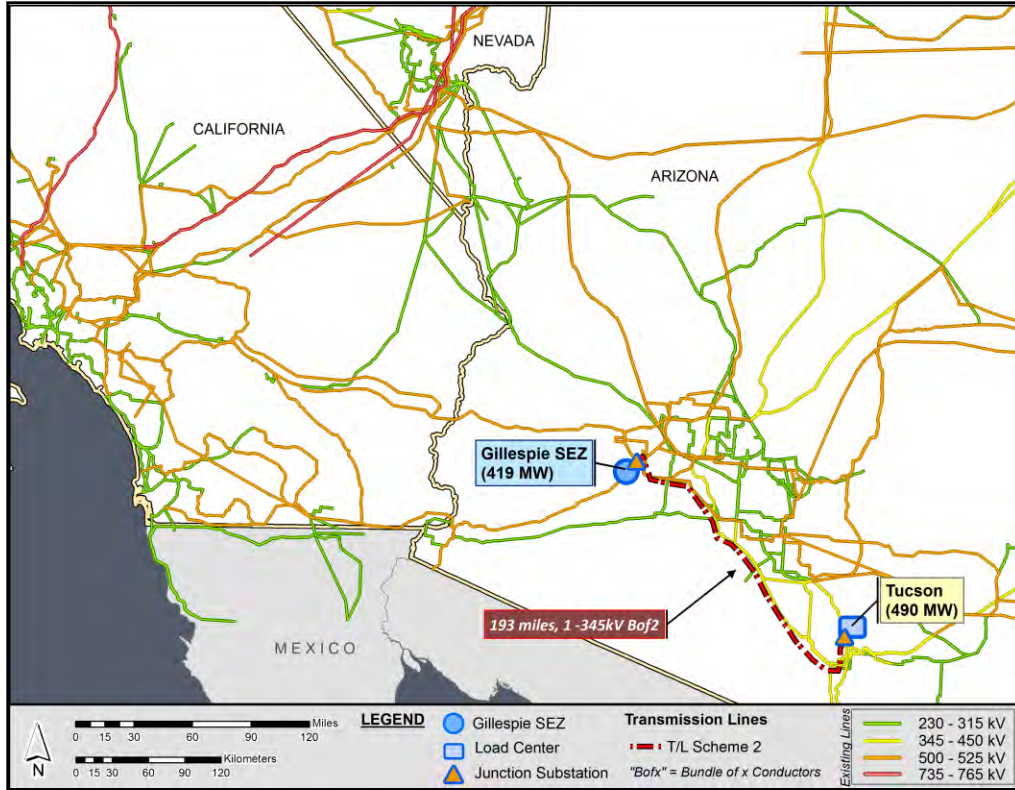 NEVADA
CALIFORNIA
ARIZONA
Gillespie SEZ
(419 MW)
Tucson
(490 MW)
193 miles, 1 -345kV Bof2
MEXICO
N
Miles
0 15 30 60 90 120
Kilometers
0 15 30 60 90 120
LEGEND
Gillespie SEZ
Load Center
Junction Substation
Transmission Lines
T/L Scheme 2
"Bofx" = Bundle of x Conductors
Existing Lines
230 - 315 kV
345 - 450 kV
500 - 525 kV
735 - 765 kV